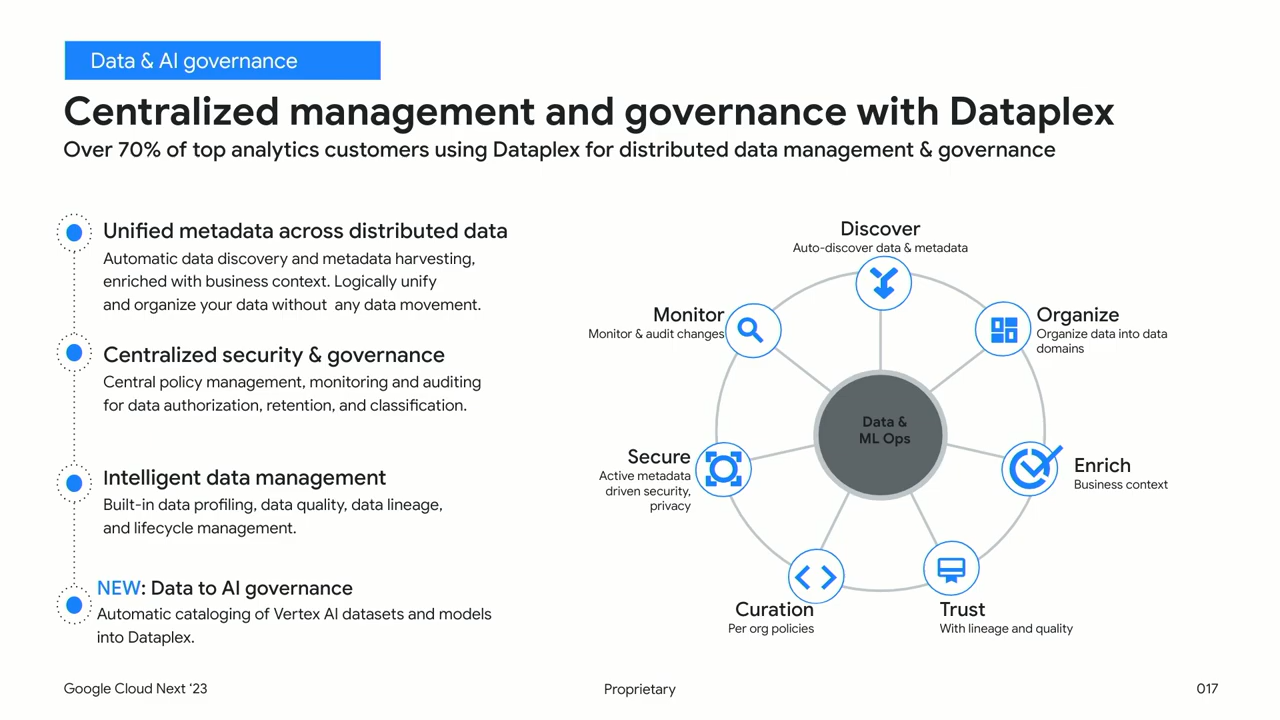 Data & AI governance
Centralized management and governance with Dataplex
Over 70% of top analytics customers using Dataplex for distributed data management & governance
Unified metadata across distributed data
Automatic data discovery and metadata harvesting,
enriched with business context. Logically unify
and organize your data without any data movement.
Centralized security & governance
Central policy management, monitoring and auditing
for data authorization, retention, and classification.
Intelligent data management
Built-in data profiling, data quality, data lineage,
and lifecycle management.
NEW: Data to AI governance
Automatic cataloging of Vertex AI datasets and models
into Dataplex.
Discover
Auto-discover data & metadata
Organize
Organize data into data
domains
Enrich
Business context
Trust
With lineage and quality
Curation
Per org policies
Secure
Active metadata
driven security,
privacy
Monitor
Monitor & audit changes
Data &
ML Ops
Google Cloud Next ‘23
Proprietary
017